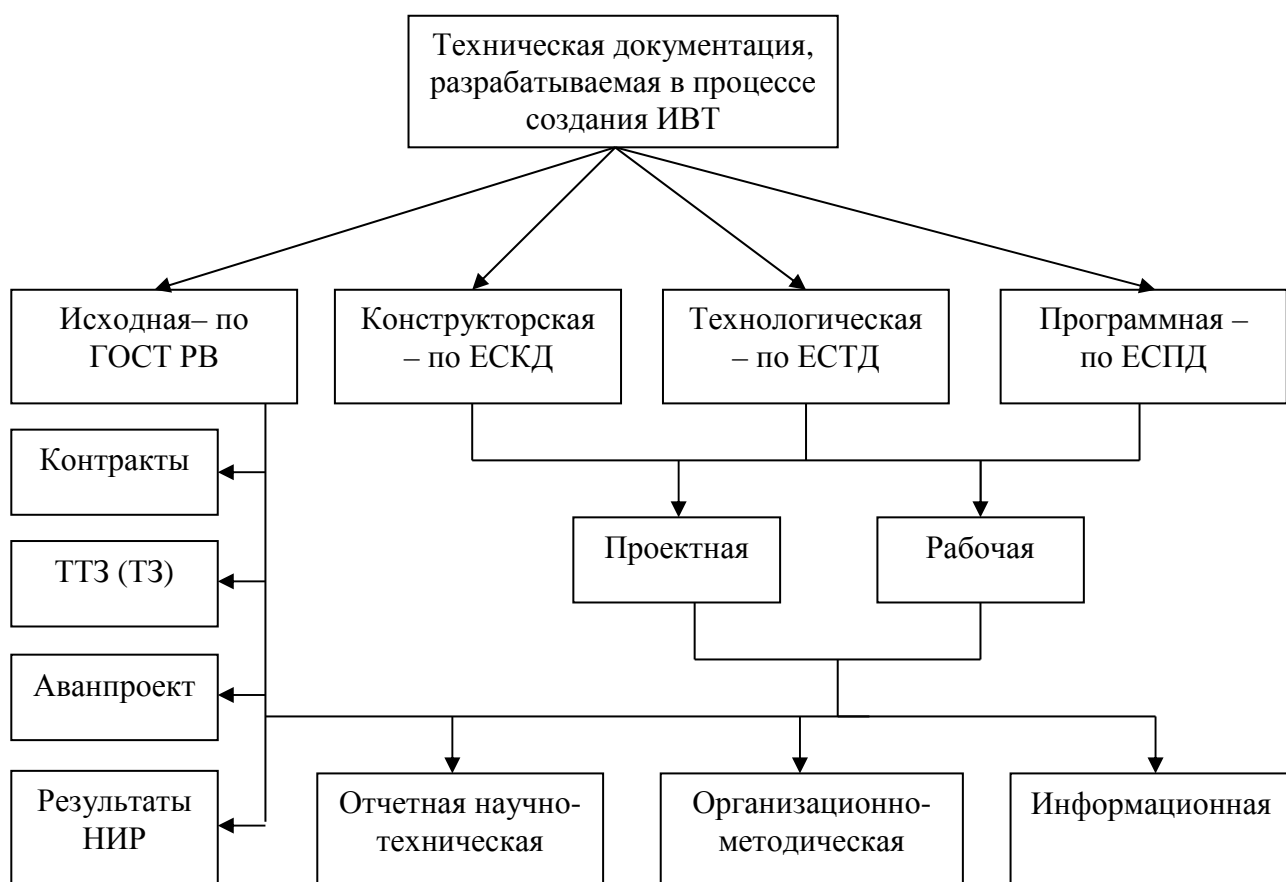 Техническая документация,
разрабатываемая в процессе
создания ИВТ
Исходная– по
ГОСТ РВ
Конструкторская
– по ЕСКД
Технологическая
– по ЕСТД
Программная –
по ЕСПД
Контракты
ТТЗ (ТЗ)
Аванпроект
Результаты
НИР
Проектная
Рабочая
Отчетная научно-
техническая
Организационно-
методическая
Информационная